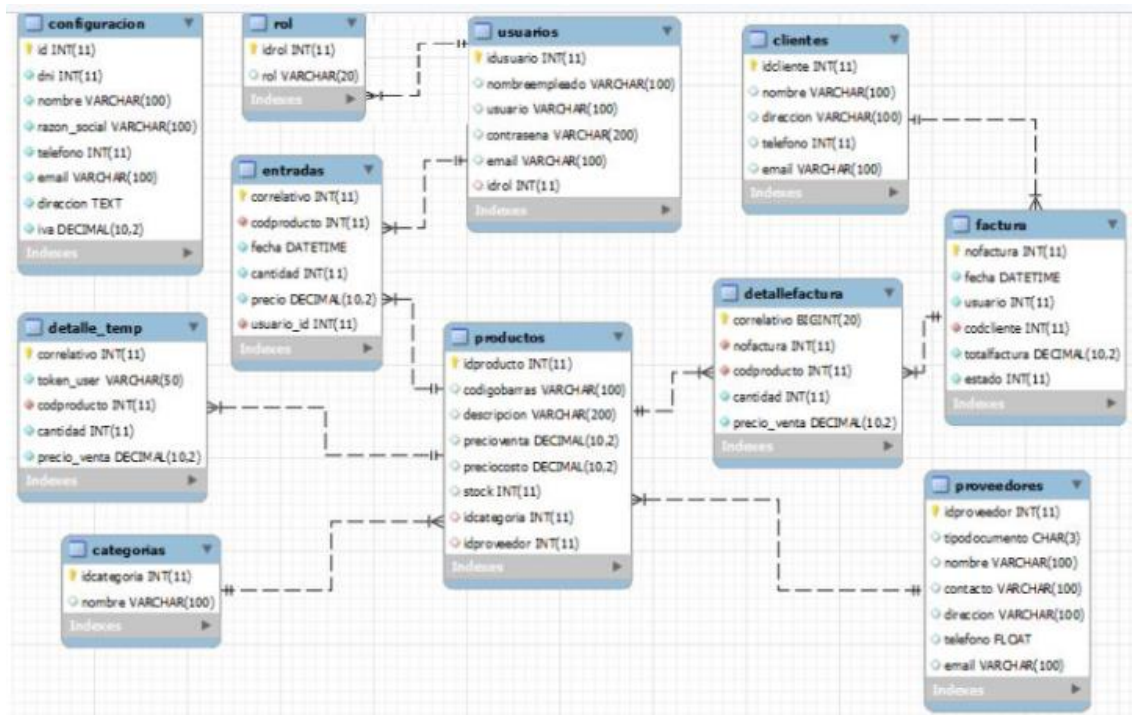 configuracion
id INT(11)
dni INT(11)
nombre VARCHAR(100)
razon_social VARCHAR(100)
telefono INT(11)
email VARCHAR(100)
direccion TEXT
iva DECIMAL(10,2)
Indexes
rol
idrol INT(11)
rol VARCHAR(20)
Indexes
usuarios
idusuario INT(11)
nombreempleado VARCHAR(100)
usuario VARCHAR(100)
contrasena VARCHAR(200)
email VARCHAR(100)
idrol INT(11)
Indexes
clientes
idcliente INT(11)
nombre VARCHAR(100)
direccion VARCHAR(100)
telefono INT(11)
email VARCHAR(100)
Indexes
entradas
correlativo INT(11)
codproducto INT(11)
fecha DATETIME
cantidad INT(11)
precio DECIMAL(10,2)
usuario_id INT(11)
Indexes
factura
nofactura INT(11)
fecha DATETIME
usuario INT(11)
codcliente INT(11)
totalfactura DECIMAL(10,2)
estado INT(11)
Indexes
detallefactura
correlativo BIGINT(20)
nofactura INT(11)
codproducto INT(11)
cantidad INT(11)
precio_venta DECIMAL(10,2)
Indexes
detalle_temp
correlativo INT(11)
token_user VARCHAR(50)
codproducto INT(11)
cantidad INT(11)
precio_venta DECIMAL(10,2)
Indexes
productos
idproducto INT(11)
codigobarras VARCHAR(100)
descripcion VARCHAR(200)
precioventa DECIMAL(10,2)
preciocosto DECIMAL(10,2)
stock INT(11)
idcategoria INT(11)
idproveedor INT(11)
Indexes
proveedores
idproveedor INT(11)
tipodocumento CHAR(3)
nombre VARCHAR(100)
contacto VARCHAR(100)
direccion VARCHAR(100)
telefono FLOAT
email VARCHAR(100)
Indexes
categorias
idcategoria INT(11)
nombre VARCHAR(100)
Indexes